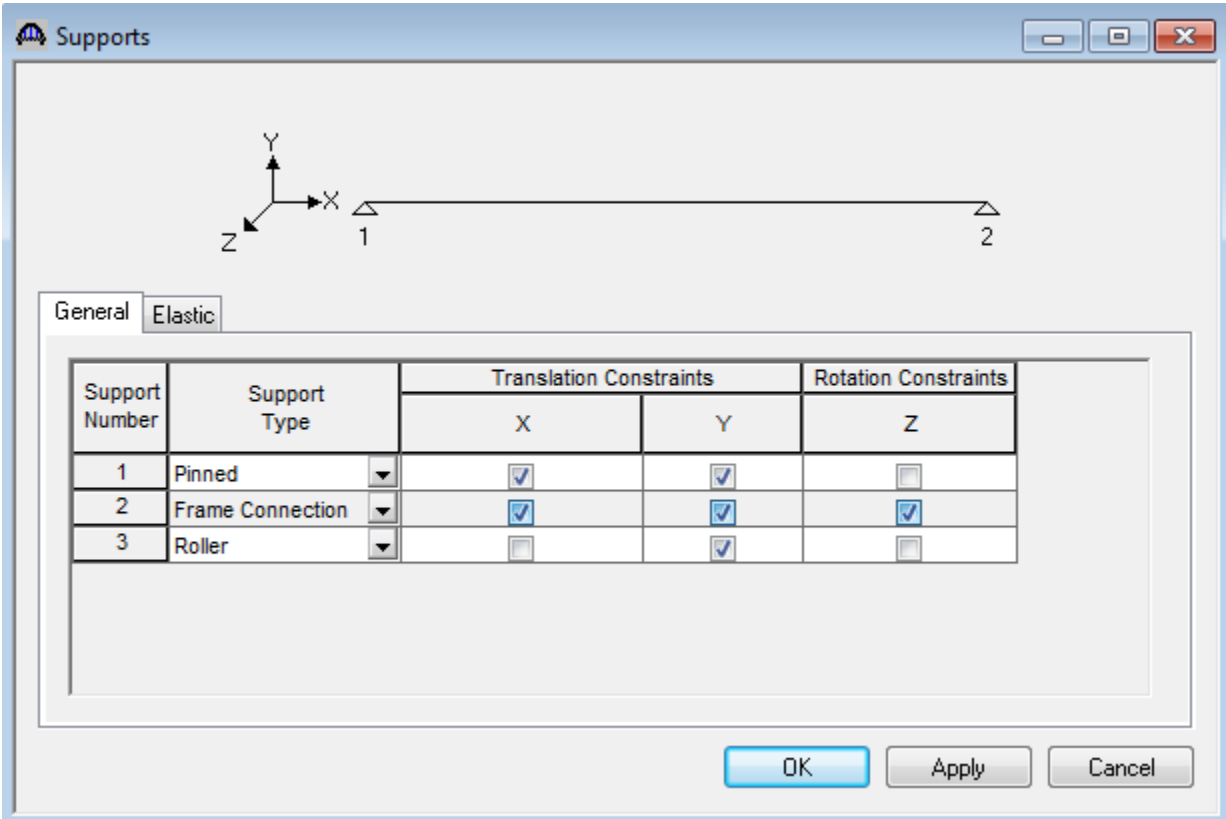 Supports
Y
X
Z
1
2
General Elastic
Support Number Support Type Translation Constraints Rotation Constraints
X Y Z
1 Pinned
2 Frame Connection
3 Roller
OK Apply Cancel